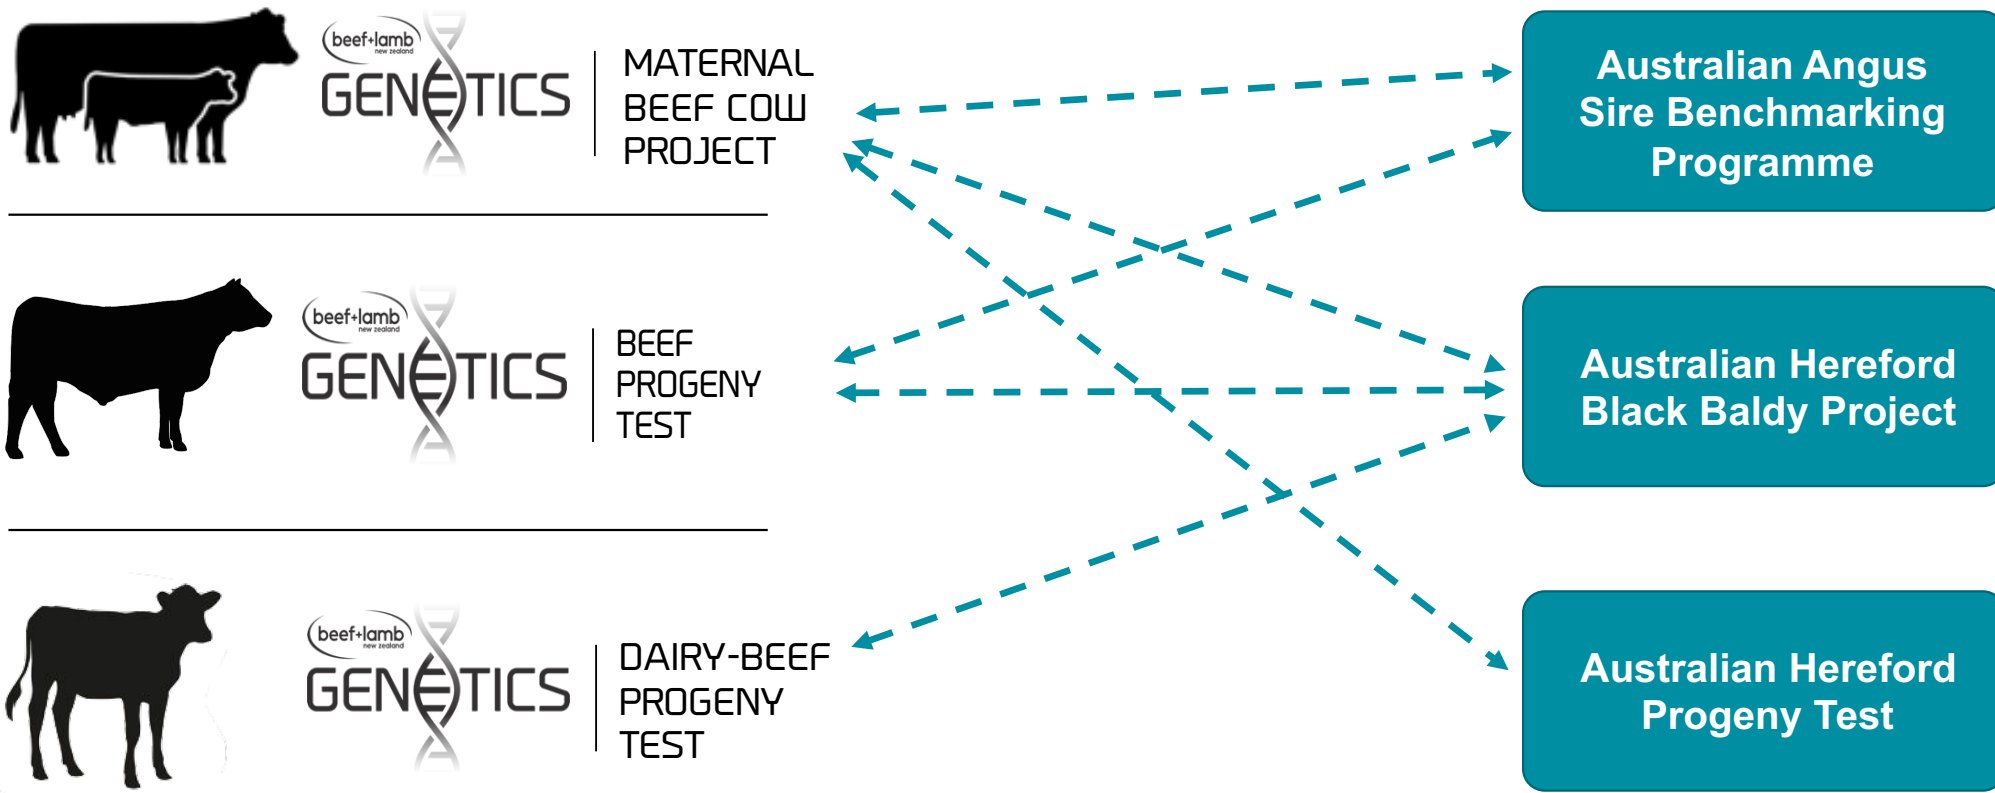 beef+lamb
new zealand
GENETICS
MATERNAL
BEEF COW
PROJECT
beef+lamb
new zealand
GENETICS
BEEF
PROGENY
TEST
beef+lamb
new zealand
GENETICS
DAIRY-BEEF
PROGENY
TEST
Australian Angus
Sire Benchmarking
Programme
Australian Hereford
Black Baldy Project
Australian Hereford
Progeny Test